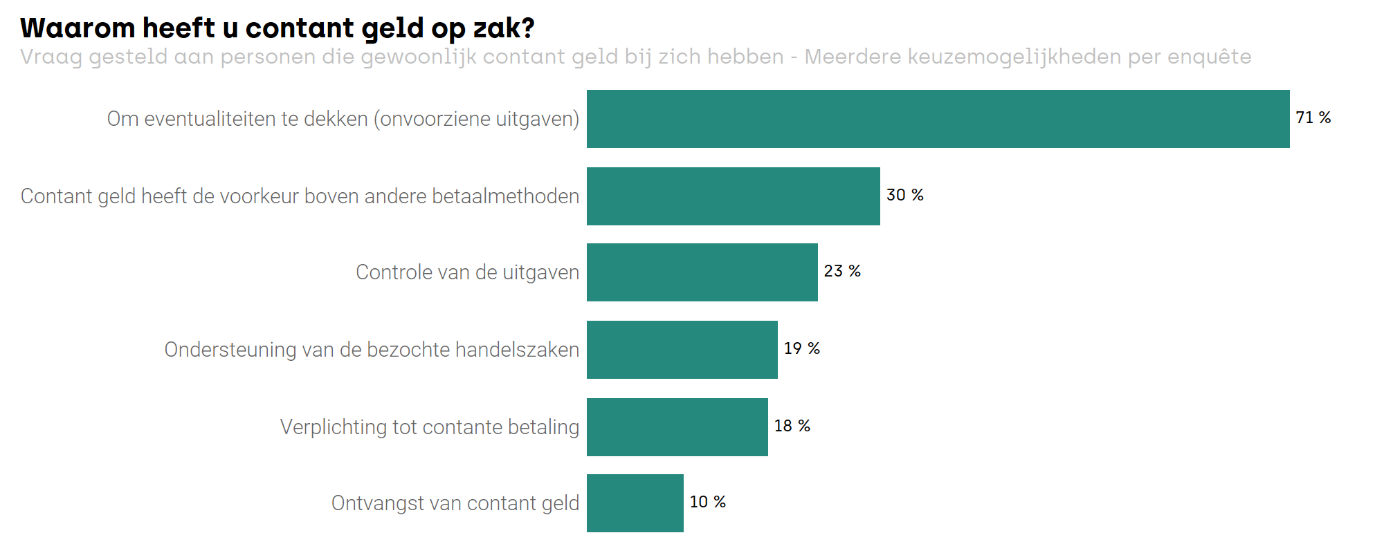 Waarom heeft u contant geld op zak?
Vraag gesteld aan personen die gewoonlijk contant geld bij zich hebben - Meerdere keuzemogelijkheden per enquête
Om eventualiteiten te dekken (onvoorziene uitgaven) 71 %
Contant geld heeft de voorkeur boven andere betaalmethoden 30 %
Controle van de uitgaven 23 %
Ondersteuning van de bezochte handelszaken 19 %
Verplichting tot contante betaling 18 %
Ontvangst van contant geld 10 %